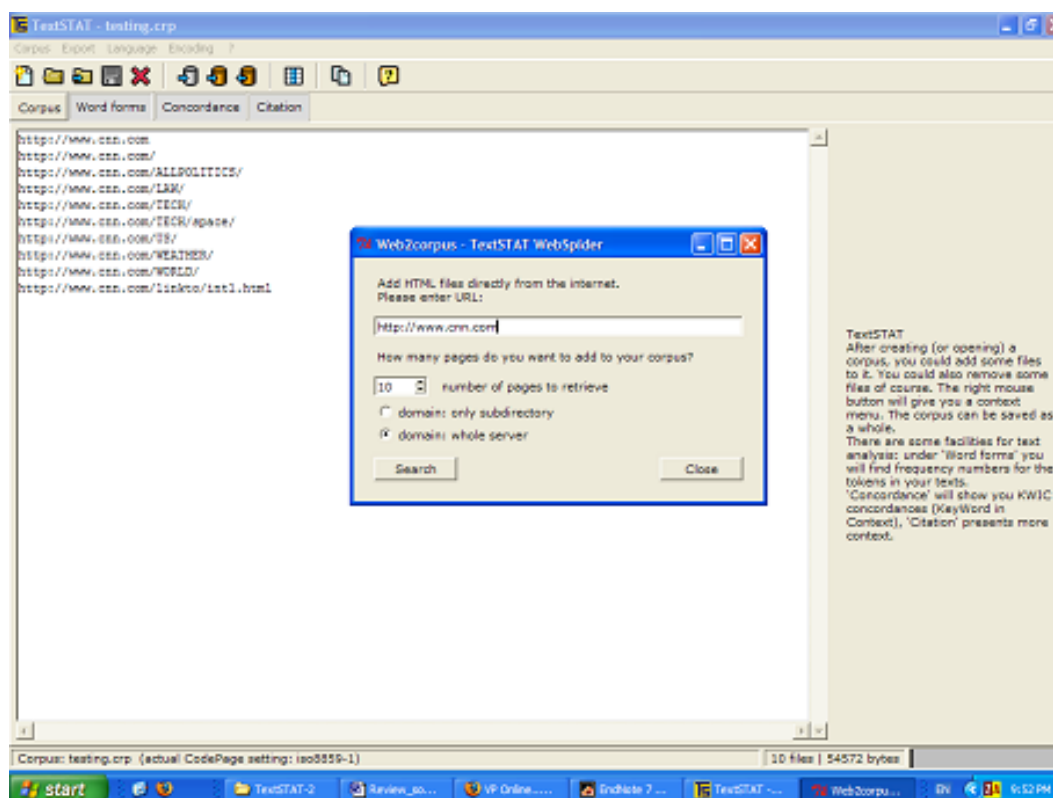 TextSTAT - testing.crp
Corpus Export Language Encoding ?
Corpus Word forms Concordance Citation
http://www.cnn.com
http://www.cnn.com/
http://www.cnn.com/ALLPOLITICS/
http://www.cnn.com/LAW/
http://www.cnn.com/TECH/
http://www.cnn.com/TECH/space/
http://www.cnn.com/US/
http://www.cnn.com/WEATHER/
http://www.cnn.com/WORLD/
http://www.cnn.com/linkto/intl.html
Web2corpus - TextSTAT WebSpider
Add HTML files directly from the internet.
Please enter URL:
http://www.cnn.com
How many pages do you want to add to your corpus?
10 number of pages to retrieve
domain: only subdirectory
domain: whole server
Search Close
TextSTAT
After creating (or opening) a
corpus, you could add some files
to it. You could also remove some
files of course. The right mouse
button will give you a context
menu. The corpus can be saved as
a whole.
There are some facilities for text
analysis: under 'Word forms' you
will find frequency numbers for the
tokens in your texts.
'Concordance' will show you KWIC
concordances (KeyWord in
Context), 'Citation' presents more
context.
Corpus: testing.crp (actual CodePage setting: iso8859-1) 10 files | 54572 bytes
start TextSTAT-2 Review_so... VP Online...... EndNote 7 ... TextSTAT -... Web2corpu... EN 9:52 PM